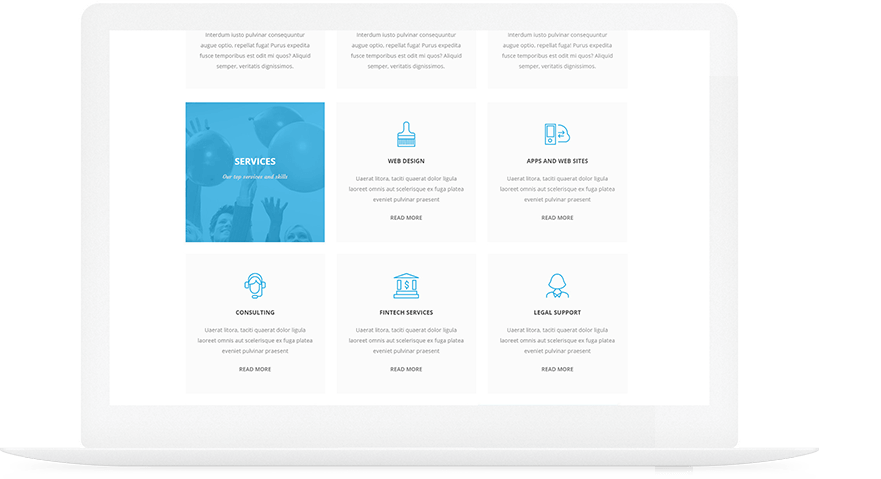 Interdum iusto pulvinar consequuntur
augue optio, repellat fuga! Purus expedita
fusce temporibus est odit mi quos? Aliquid
semper, veritatis dignissimos.
Interdum iusto pulvinar consequuntur
augue optio, repellat fuga! Purus expedita
fusce temporibus est odit mi quos? Aliquid
semper, veritatis dignissimos.
Interdum iusto pulvinar consequuntur
augue optio, repellat fuga! Purus expedita
fusce temporibus est odit mi quos? Aliquid
semper, veritatis dignissimos.
SERVICES
Our top services and skills
WEB DESIGN
Uaerat litora, taciti quaerat dolor ligula
laoreet omnis aut scelerisque ex fuga platea
eveniet pulvinar praesent
READ MORE
APPS AND WEB SITES
Uaerat litora, taciti quaerat dolor ligula
laoreet omnis aut scelerisque ex fuga platea
eveniet pulvinar praesent
READ MORE
CONSULTING
Uaerat litora, taciti quaerat dolor ligula
laoreet omnis aut scelerisque ex fuga platea
eveniet pulvinar praesent
READ MORE
FINTECH SERVICES
Uaerat litora, taciti quaerat dolor ligula
laoreet omnis aut scelerisque ex fuga platea
eveniet pulvinar praesent
READ MORE
LEGAL SUPPORT
Uaerat litora, taciti quaerat dolor ligula
laoreet omnis aut scelerisque ex fuga platea
eveniet pulvinar praesent
READ MORE